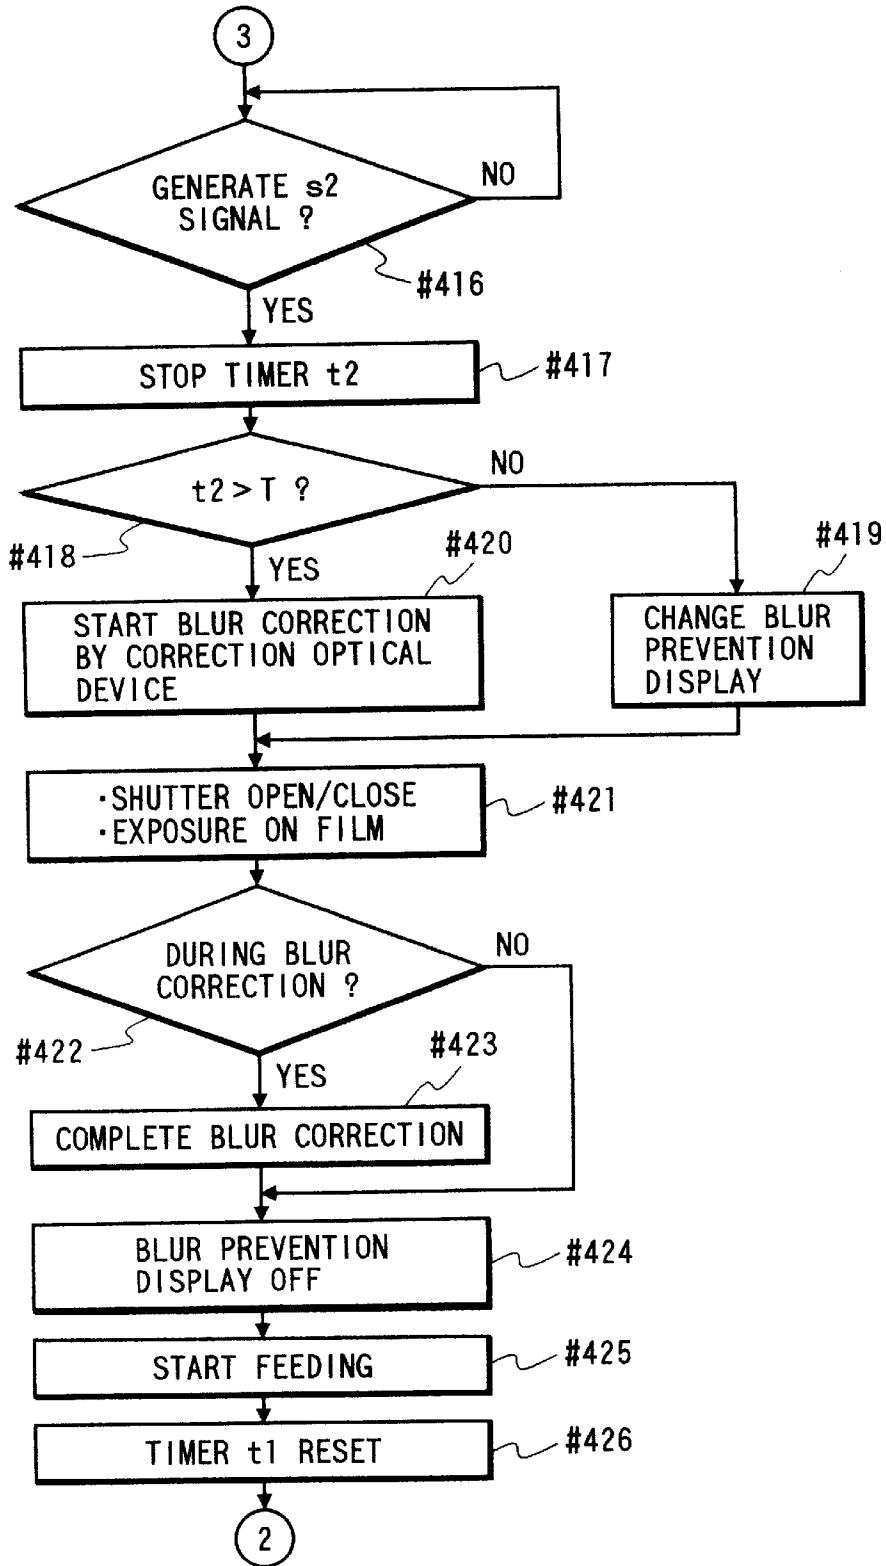 3
GENERATE s2
SIGNAL ?
NO
#416
YES
STOP TIMER t2
#417
t2 > T ?
NO
#418
YES
#420
#419
START BLUR CORRECTION
BY CORRECTION OPTICAL
DEVICE
CHANGE BLUR
PREVENTION
DISPLAY
·SHUTTER OPEN/CLOSE
·EXPOSURE ON FILM
#421
DURING BLUR
CORRECTION ?
NO
#422
YES
#423
COMPLETE BLUR CORRECTION
BLUR PREVENTION
DISPLAY OFF
#424
START FEEDING
#425
TIMER t1 RESET
#426
2